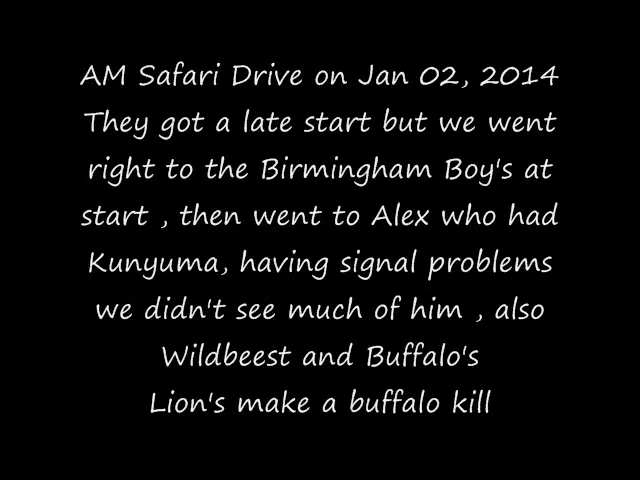 AM Safari Drive on Jan 02, 2014
They got a late start but we went
right to the Birmingham Boy's at
start , then went to Alex who had
Kunyuma, having signal problems
we didn't see much of him , also
Wildbeest and Buffalo's
Lion's make a buffalo kill